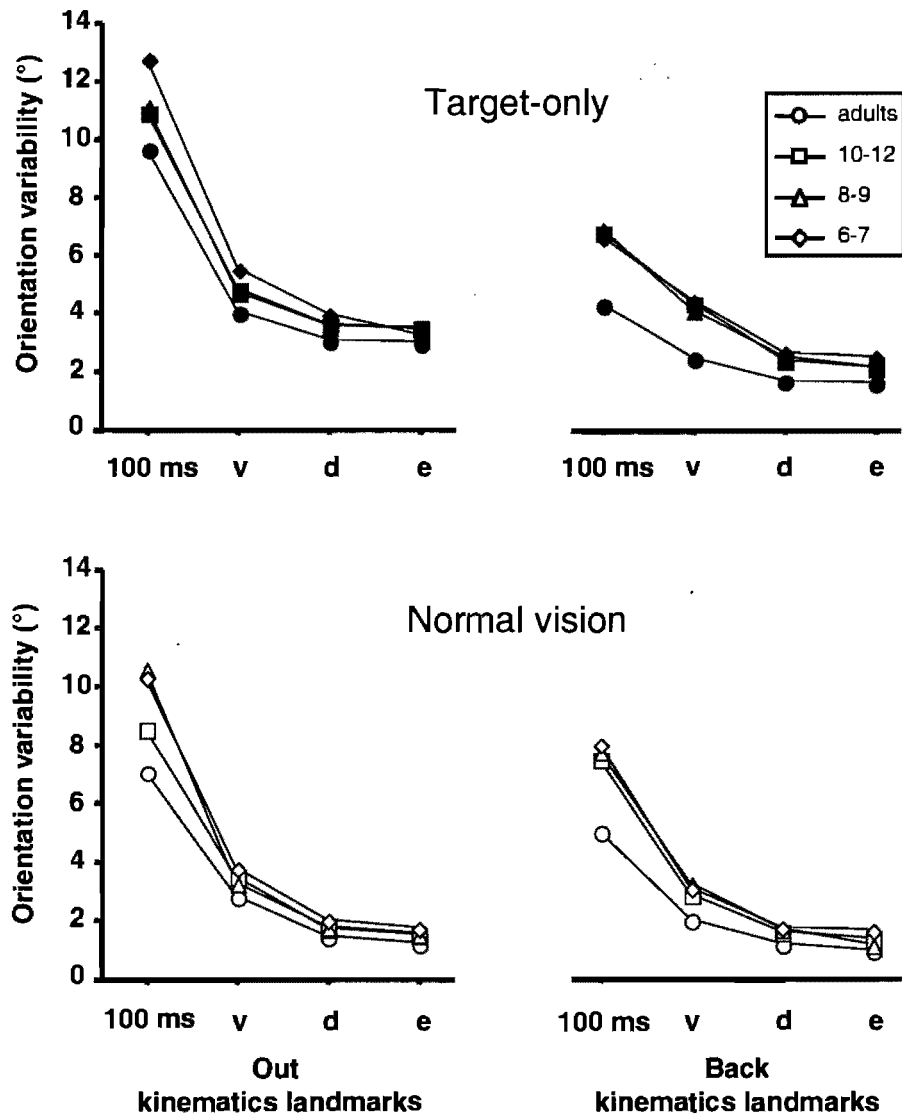 14
12
10
8
6
4
2
0
Orientation variability (°)
Target-only
adults
10-12
8-9
6-7
100 ms v d e
100 ms v d e
14
12
10
8
6
4
2
0
Orientation variability (°)
Normal vision
100 ms v d e
100 ms v d e
Out
kinematics landmarks
Back
kinematics landmarks